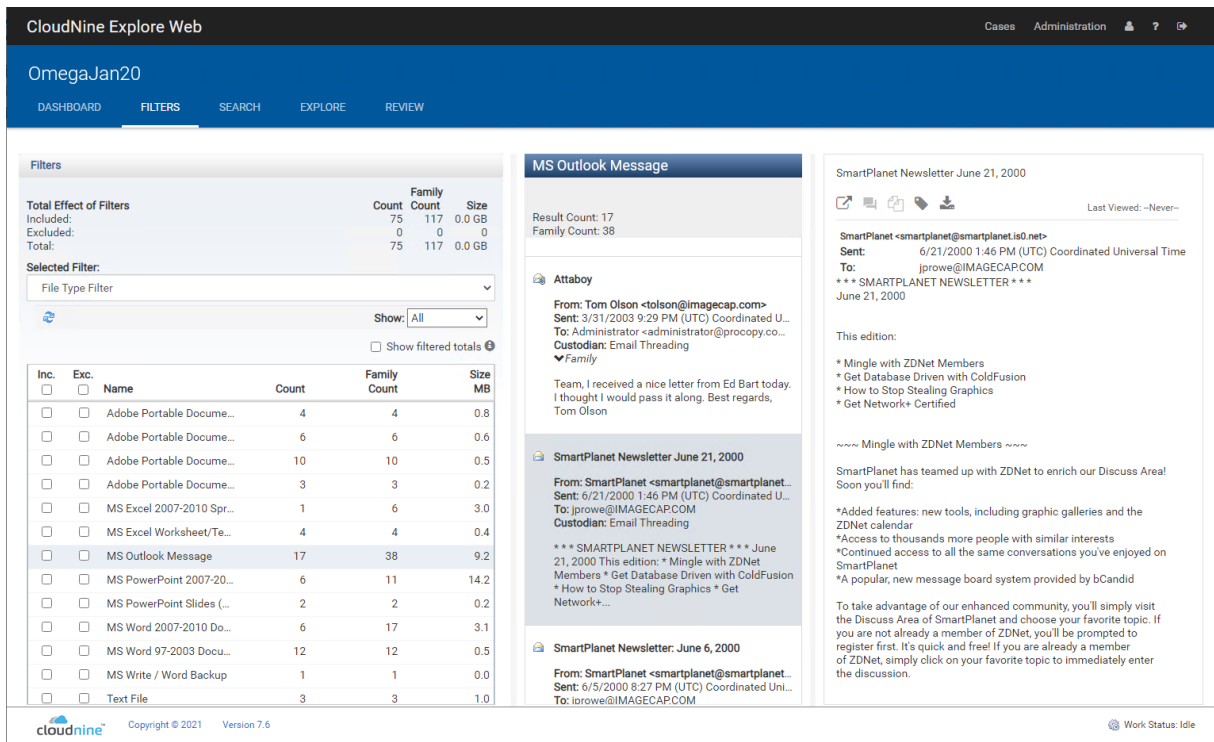 CloudNine Explore Web
Cases Administration ?
OmegaJan20
DASHBOARD FILTERS SEARCH EXPLORE REVIEW
Filters
Family
Total Effect of Filters Count Count Size
Included: 75 117 0.0 GB
Excluded: 0 0 0
Total: 75 117 0.0 GB
Selected Filter:
File Type Filter
Show: All
Show filtered totals
Inc. Exc. Family Size
Name Count Count MB
Adobe Portable Docume... 4 4 0.8
Adobe Portable Docume... 6 6 0.6
Adobe Portable Docume... 10 10 0.5
Adobe Portable Docume... 3 3 0.2
MS Excel 2007-2010 Spr... 1 6 3.0
MS Excel Worksheet/Te... 4 4 0.4
MS Outlook Message 17 38 9.2
MS PowerPoint 2007-20... 6 11 14.2
MS PowerPoint Slides (... 2 2 0.2
MS Word 2007-2010 Do... 6 17 3.1
MS Word 97-2003 Docu... 12 12 0.5
MS Write / Word Backup 1 1 0.0
Text File 3 3 1.0
MS Outlook Message
Result Count: 17
Family Count: 38
Attaboy
From: Tom Olson <tolson@imagecap.com>
Sent: 3/31/2003 9:29 PM (UTC) Coordinated U...
To: Administrator <administrator@procopy.co...
Custodian: Email Threading
Family
Team, I received a nice letter from Ed Bart today.
I thought I would pass it along. Best regards,
Tom Olson
SmartPlanet Newsletter June 21, 2000
From: SmartPlanet <smartplanet@smartplanet...
Sent: 6/21/2000 1:46 PM (UTC) Coordinated U...
To: jprowe@IMAGECAP.COM
Custodian: Email Threading
* * * SMARTPLANET NEWSLETTER * * * June
21, 2000 This edition: * Mingle with ZDNet
Members * Get Database Driven with ColdFusion
* How to Stop Stealing Graphics * Get
Network+...
SmartPlanet Newsletter: June 6, 2000
From: SmartPlanet <smartplanet@smartplanet...
Sent: 6/5/2000 8:27 PM (UTC) Coordinated Uni...
To: jprowe@IMAGECAP.COM
SmartPlanet Newsletter June 21, 2000
Last Viewed: --Never--
SmartPlanet <smartplanet@smartplanet.is0.net>
Sent: 6/21/2000 1:46 PM (UTC) Coordinated Universal Time
To: jprowe@IMAGECAP.COM
* * * SMARTPLANET NEWSLETTER * * *
June 21, 2000
This edition:
* Mingle with ZDNet Members
* Get Database Driven with ColdFusion
* How to Stop Stealing Graphics
* Get Network+ Certified
~~~ Mingle with ZDNet Members ~~~
SmartPlanet has teamed up with ZDNet to enrich our Discuss Area!
Soon you'll find:
*Added features: new tools, including graphic galleries and the
ZDNet calendar
*Access to thousands more people with similar interests
*Continued access to all the same conversations you've enjoyed on
SmartPlanet
*A popular, new message board system provided by bCandid
To take advantage of our enhanced community, you'll simply visit
the Discuss Area of SmartPlanet and choose your favorite topic. If
you are not already a member of ZDNet, you'll be prompted to
register first. It's quick and free! If you are already a member
of ZDNet, simply click on your favorite topic to immediately enter
the discussion.
cloudnine™ Copyright © 2021 Version 7.6
Work Status: Idle